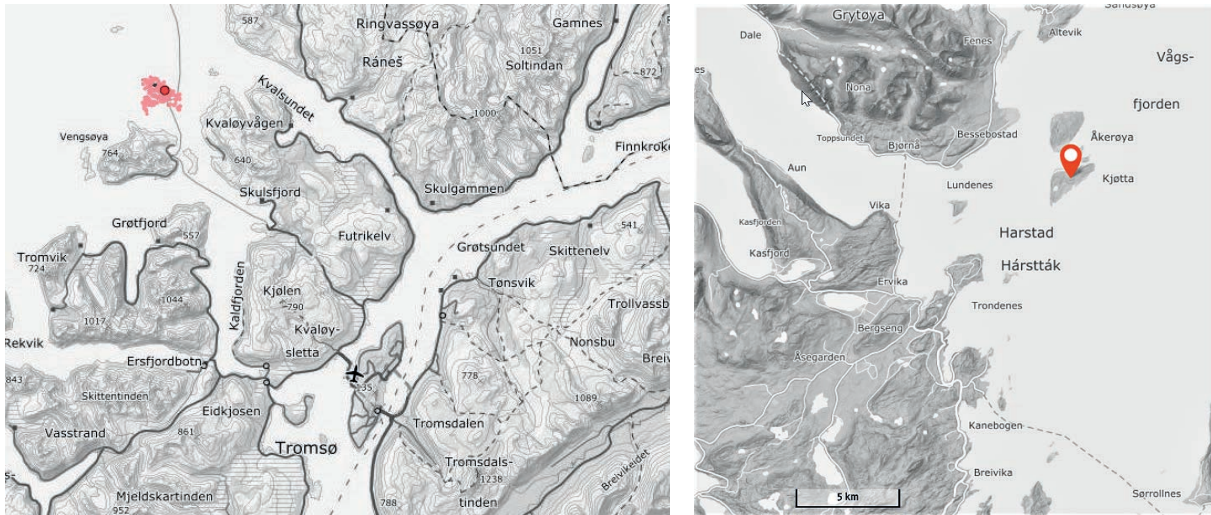 587
Ringvassøya
Gamnes
1051
Ráneš
Soltindan
872
Kvalsundet
1000
Kvaløyvågen
Vengsøya
764
640
Finnkroke
Skulsfjord
Skulgammen
Grøtfjord
557
Futrikelv
541
Grøtsundet
Skittenelv
Tromvik
724
Kaldfjorden
Kjølen
Tønsvik
1044
790
Trollvassb
1017
Kvaløy-
sletta
Nonsbu
Rekvik
Ersfjordbotn
Breiv
843
135
778
Skittentinden
1089
Eidkjosen
Vasstrand
861
Tromsø
Tromsdalen
Tromsdals-
tinden
1238
Breivikeidet
Mjeldskartinden
952
788
Sandsøya
Grytøya
Dale
Fenes
Altevik
Vågs-
fjorden
es
Nona
Toppsundet
Bessebostad
Bjørnå
Åkerøya
Aun
Lundenes
Kjøtta
Vika
Kasfjorden
Harstad
Kasfjord
Hárstták
Ervika
Trondenes
Bergseng
Åsegarden
Kanebogen
Breivika
5 km
Sørrollnes